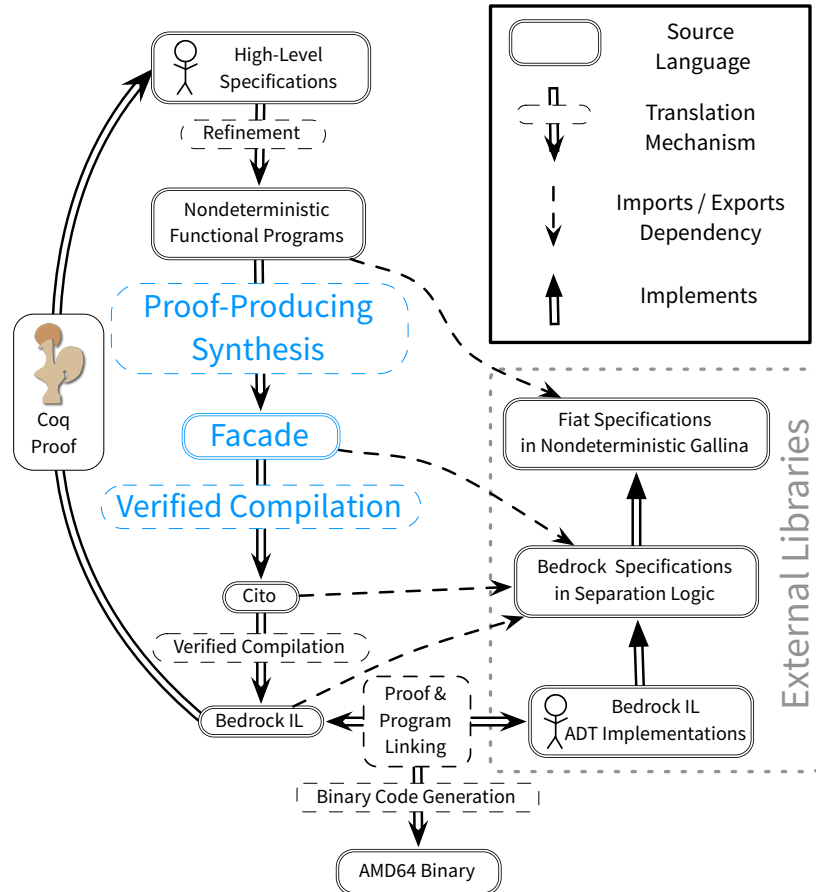 High-Level
Specifications
Refinement
Nondeterministic
Functional Programs
Proof-Producing
Synthesis
Facade
Verified Compilation
Cito
Verified Compilation
Bedrock IL
Coq
Proof
Proof &
Program
Linking
Binary Code Generation
AMD64 Binary
Source
Language
Translation
Mechanism
Imports / Exports
Dependency
Implements
Fiat Specifications
in Nondeterministic Gallina
Bedrock Specifications
in Separation Logic
Bedrock IL
ADT Implementations
External Libraries